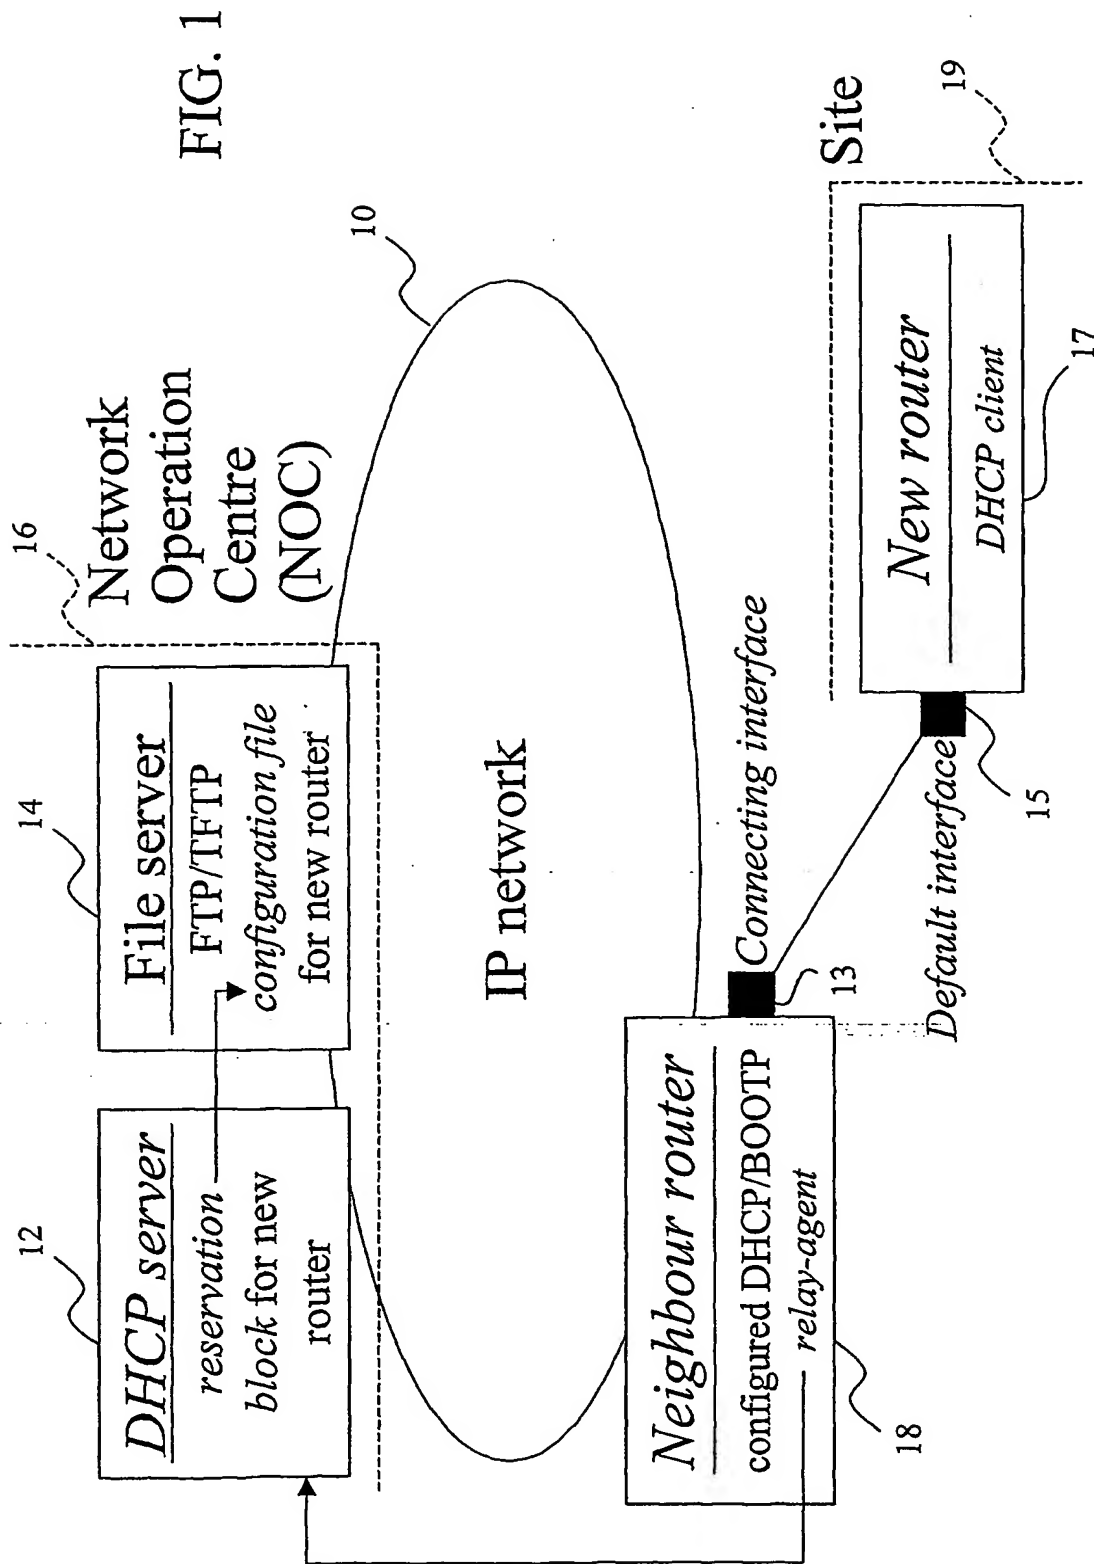 FIG. 1
16
Network
Operation
Centre
(NOC)
12
DHCP server
reservation
block for new
router
14
File server
FTP/TFTP
configuration file
for new router
10
IP network
Neighbour router
configured DHCP/BOOTP
relay-agent
18
Connecting interface
13
Default interface
15
Site
19
New router
DHCP client
17